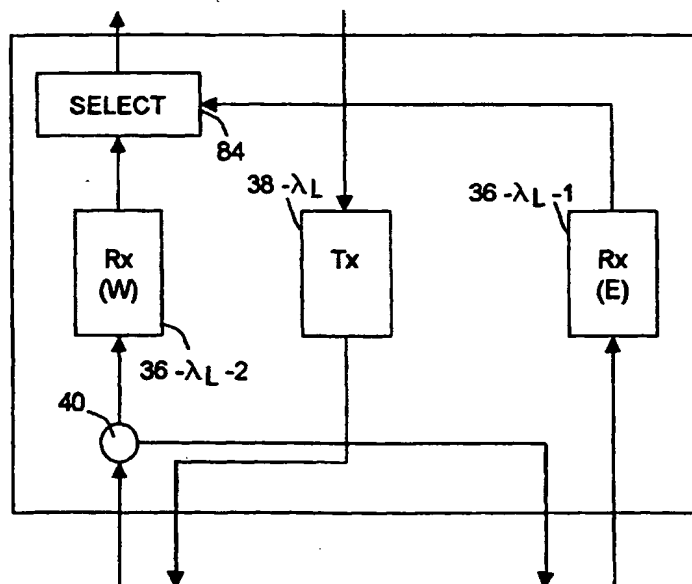 SELECT
84
38 -λL
36 -λL -1
Rx
(W)
Tx
Rx
(E)
36 -λL -2
40